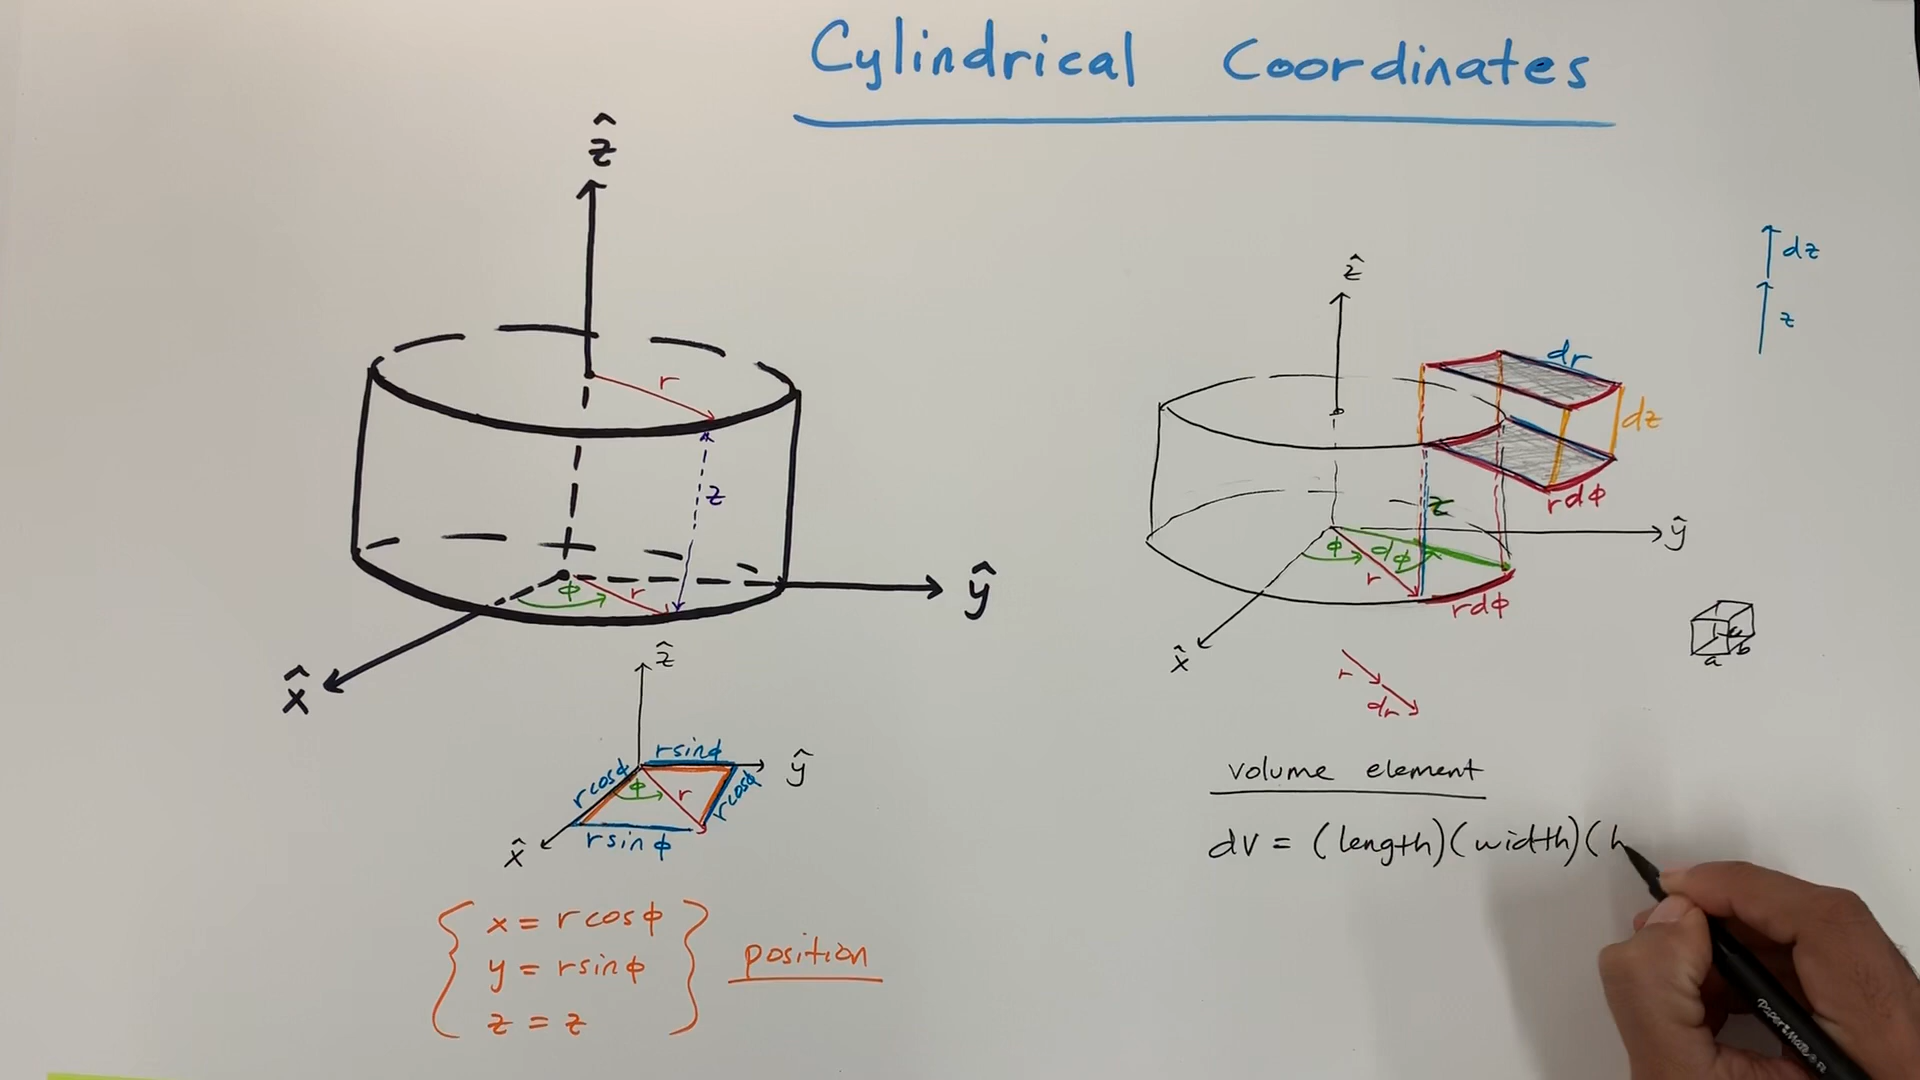 Cylindrical Coordinates
ẑ
r
z
ϕ
r
ŷ
x̂
ẑ
rsinϕ
ŷ
rcosϕ
ϕ
r
rcosϕ
rsinϕ
x̂
x = rcosϕ
y = rsinϕ
z = z
position
dz
z
ẑ
dr
dz
rdϕ
z
ŷ
ϕ
dϕ
r
rdϕ
x̂
r
dr
a
b
volume element
dV = (length)(width)(h
PaperMate